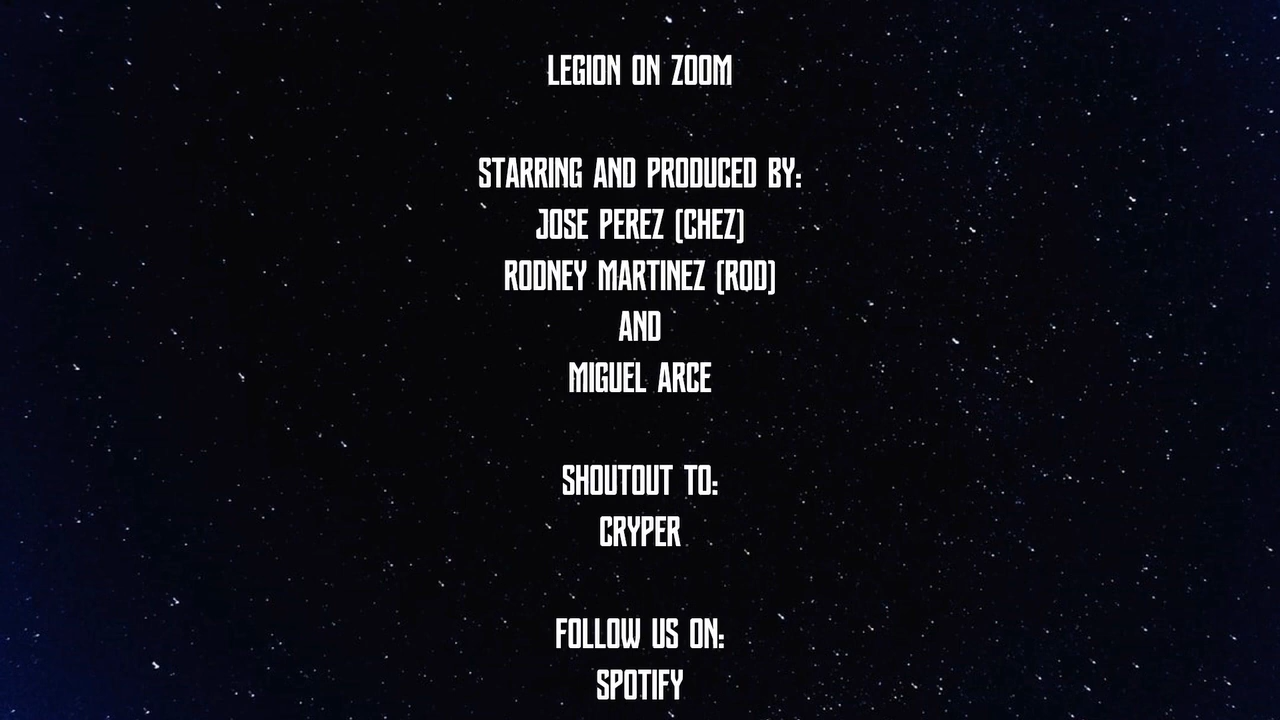 LEGION ON ZOOM
STARRING AND PRODUCED BY:
JOSE PEREZ (CHEZ)
RODNEY MARTINEZ (ROD)
AND
MIGUEL ARCE
SHOUTOUT TO:
CRYPER
FOLLOW US ON:
SPOTIFY